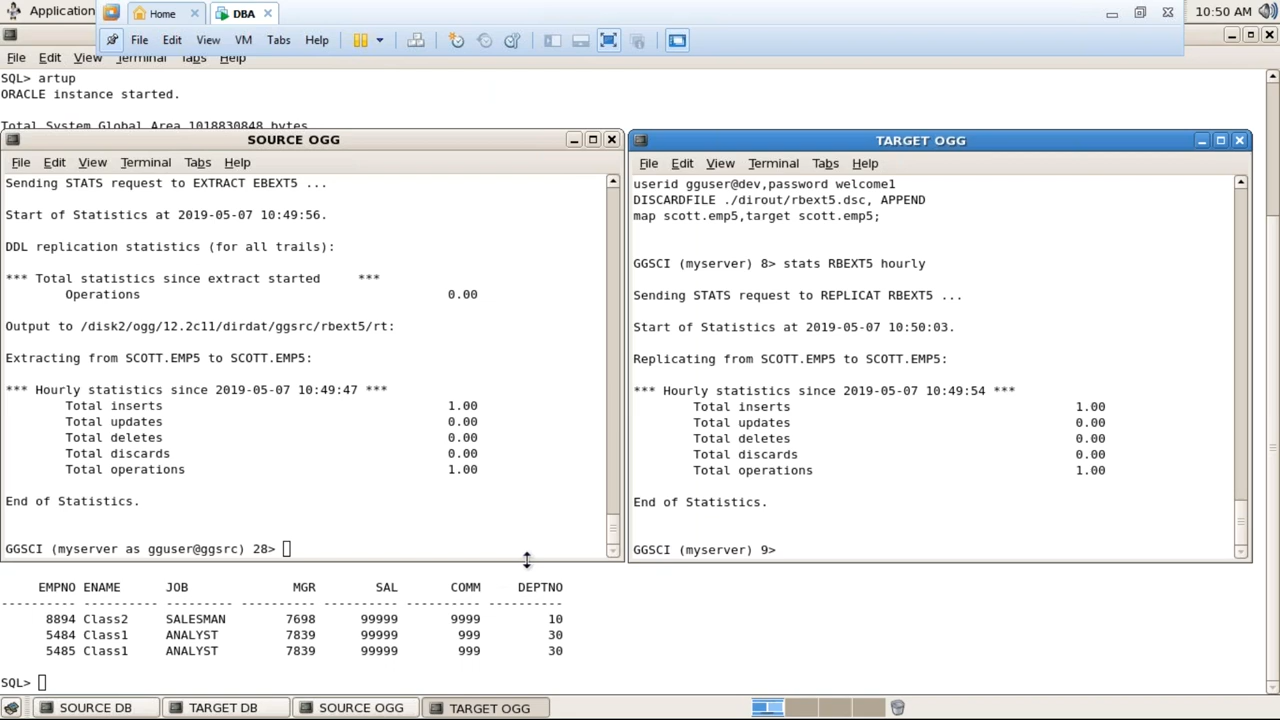 Application
Home
DBA
10:50 AM
File Edit View VM Tabs Help
File Edit View Terminal Tabs Help
SQL> artup
ORACLE instance started.
Total System Global Area 1018830848 bytes
SOURCE OGG
File Edit View Terminal Tabs Help
Sending STATS request to EXTRACT EBEXT5 ...
Start of Statistics at 2019-05-07 10:49:56.
DDL replication statistics (for all trails):
*** Total statistics since extract started     ***
Operations 0.00
Output to /disk2/ogg/12.2c11/dirdat/ggsrc/rbext5/rt:
Extracting from SCOTT.EMP5 to SCOTT.EMP5:
*** Hourly statistics since 2019-05-07 10:49:47 ***
Total inserts 1.00
Total updates 0.00
Total deletes 0.00
Total discards 0.00
Total operations 1.00
End of Statistics.
GGSCI (myserver as gguser@ggsrc) 28>
TARGET OGG
File Edit View Terminal Tabs Help
userid gguser@dev,password welcome1
DISCARDFILE ./dirout/rbext5.dsc, APPEND
map scott.emp5,target scott.emp5;
GGSCI (myserver) 8> stats RBEXT5 hourly
Sending STATS request to REPLICAT RBEXT5 ...
Start of Statistics at 2019-05-07 10:50:03.
Replicating from SCOTT.EMP5 to SCOTT.EMP5:
*** Hourly statistics since 2019-05-07 10:49:54 ***
Total inserts 1.00
Total updates 0.00
Total deletes 0.00
Total discards 0.00
Total operations 1.00
End of Statistics.
GGSCI (myserver) 9>
EMPNO ENAME JOB MGR SAL COMM DEPTNO
---------- ---------- --------- ---------- ---------- ---------- ----------
8894 Class2 SALESMAN 7698 99999 9999 10
5484 Class1 ANALYST 7839 99999 999 30
5485 Class1 ANALYST 7839 99999 999 30
SQL>
SOURCE DB
TARGET DB
SOURCE OGG
TARGET OGG